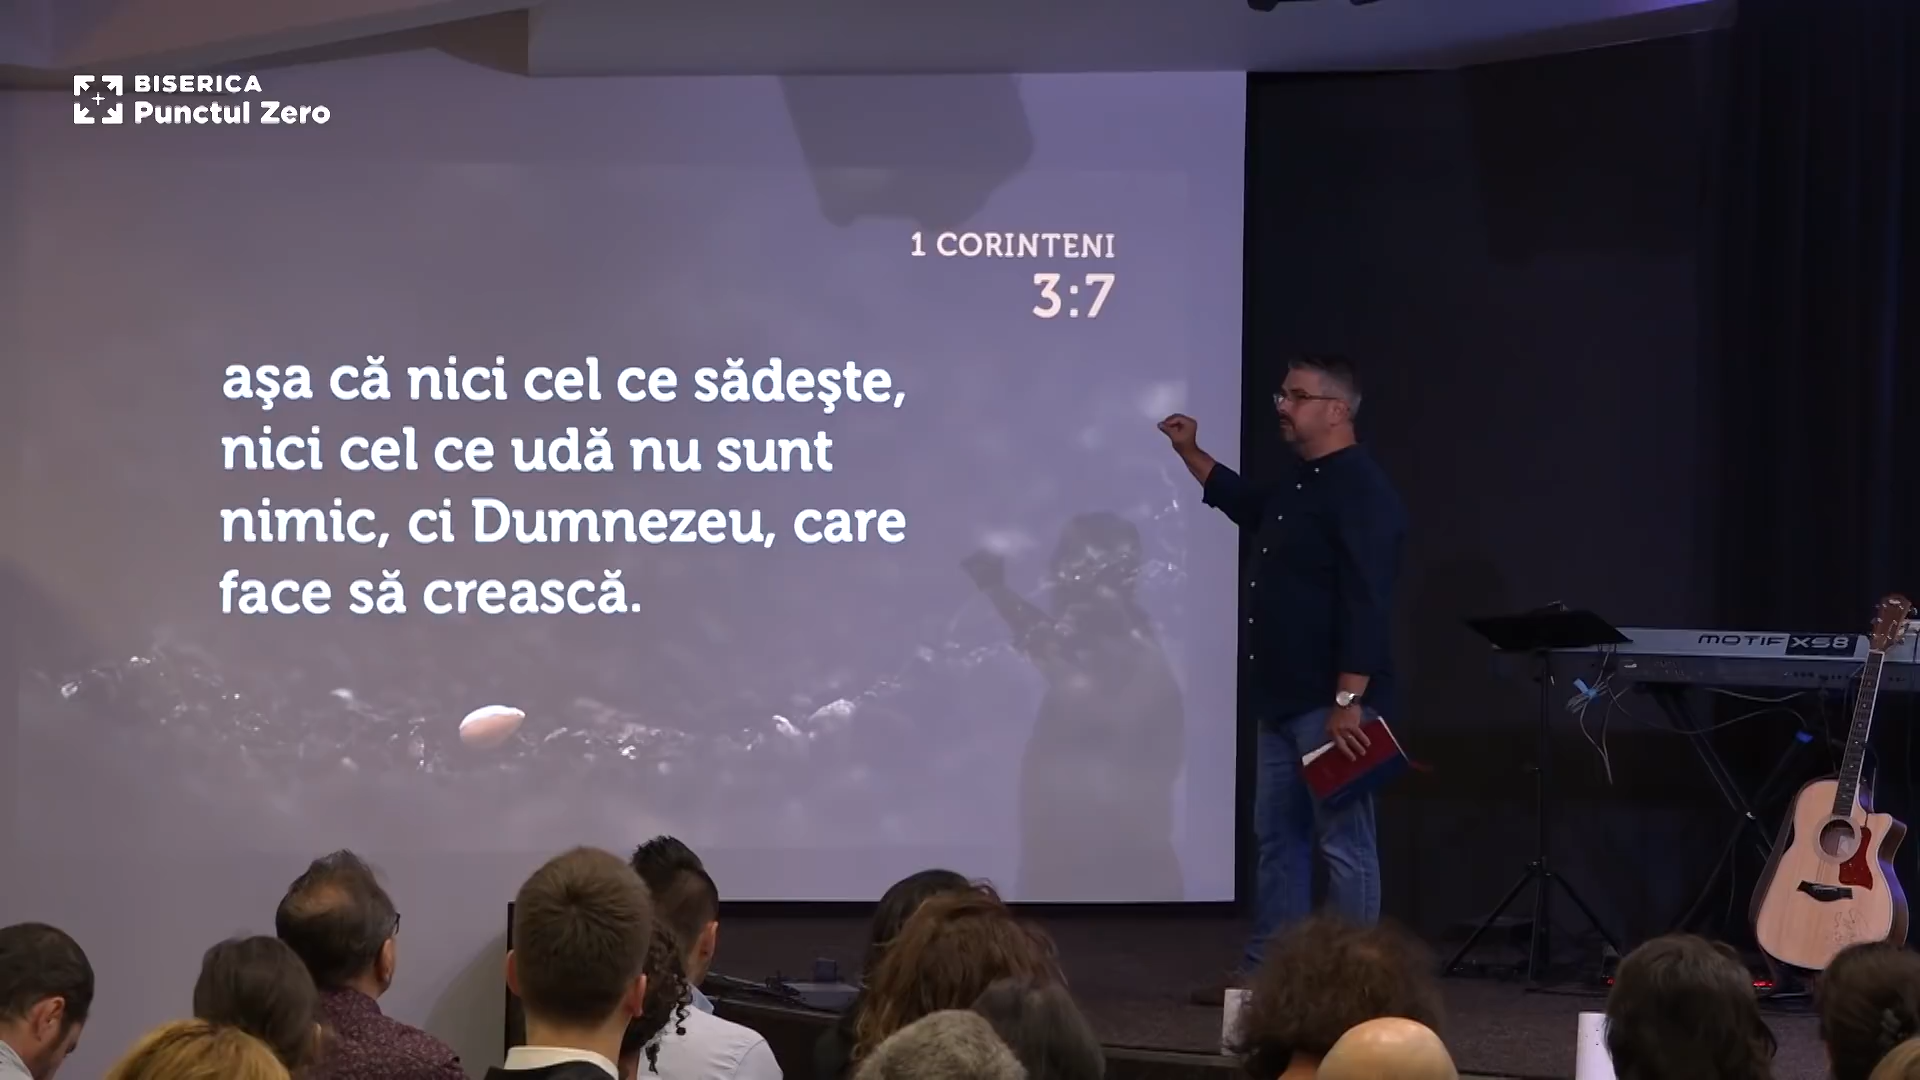 BISERICA
Punctul Zero
1 CORINTENI
3:7
aşa că nici cel ce sădeşte,
nici cel ce udă nu sunt
nimic, ci Dumnezeu, care
face să crească.
MOTIF XS8